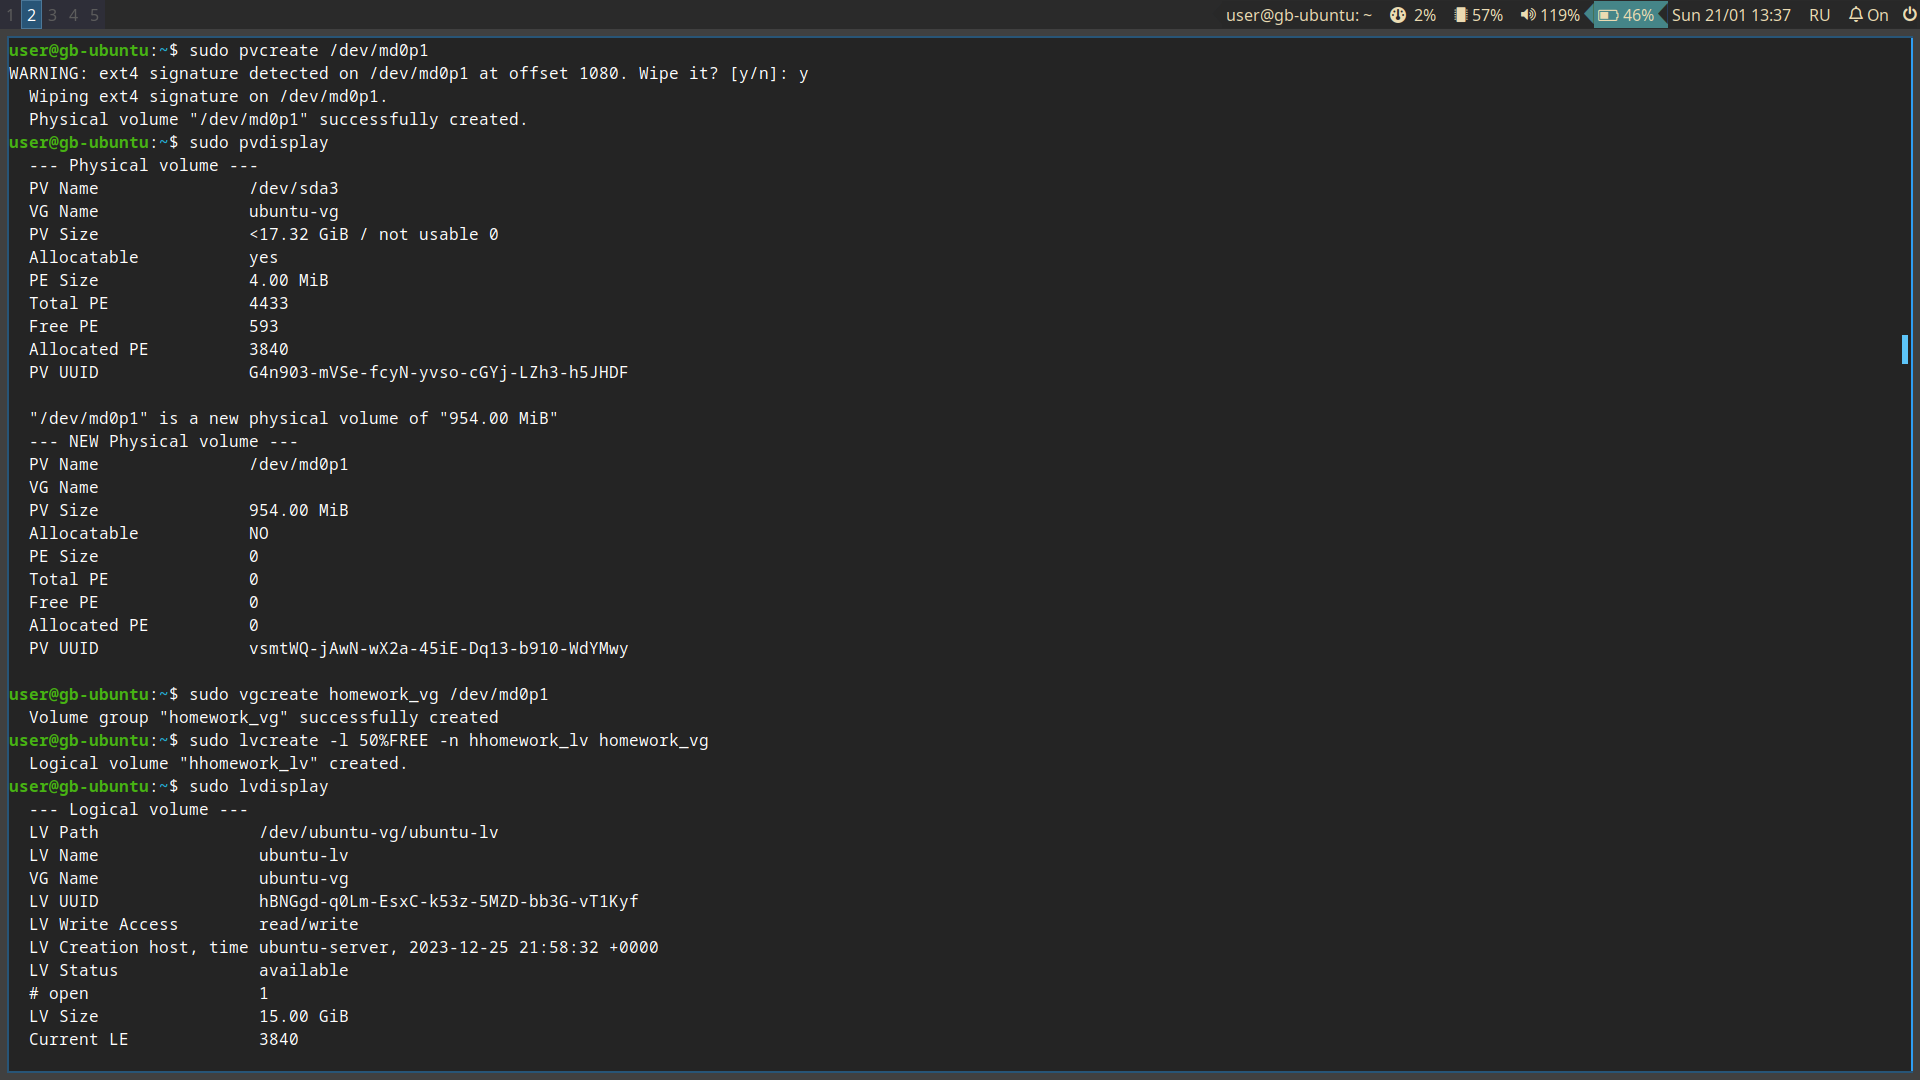 1 2 3 4 5 user@gb-ubuntu: ~ 2% 57% 119% 46% Sun 21/01 13:37 RU On
user@gb-ubuntu:~$ sudo pvcreate /dev/md0p1
WARNING: ext4 signature detected on /dev/md0p1 at offset 1080. Wipe it? [y/n]: y
  Wiping ext4 signature on /dev/md0p1.
  Physical volume "/dev/md0p1" successfully created.
user@gb-ubuntu:~$ sudo pvdisplay
  --- Physical volume ---
  PV Name               /dev/sda3
  VG Name               ubuntu-vg
  PV Size               <17.32 GiB / not usable 0
  Allocatable           yes
  PE Size               4.00 MiB
  Total PE              4433
  Free PE               593
  Allocated PE          3840
  PV UUID               G4n903-mVSe-fcyN-yvso-cGYj-LZh3-h5JHDF
  "/dev/md0p1" is a new physical volume of "954.00 MiB"
  --- NEW Physical volume ---
  PV Name               /dev/md0p1
  VG Name
  PV Size               954.00 MiB
  Allocatable           NO
  PE Size               0
  Total PE              0
  Free PE               0
  Allocated PE          0
  PV UUID               vsmtWQ-jAwN-wX2a-45iE-Dq13-b910-WdYMwy
user@gb-ubuntu:~$ sudo vgcreate homework_vg /dev/md0p1
  Volume group "homework_vg" successfully created
user@gb-ubuntu:~$ sudo lvcreate -l 50%FREE -n hhomework_lv homework_vg
  Logical volume "hhomework_lv" created.
user@gb-ubuntu:~$ sudo lvdisplay
  --- Logical volume ---
  LV Path                /dev/ubuntu-vg/ubuntu-lv
  LV Name                ubuntu-lv
  VG Name                ubuntu-vg
  LV UUID                hBNGgd-q0Lm-EsxC-k53z-5MZD-bb3G-vT1Kyf
  LV Write Access        read/write
  LV Creation host, time ubuntu-server, 2023-12-25 21:58:32 +0000
  LV Status              available
  # open                 1
  LV Size                15.00 GiB
  Current LE             3840